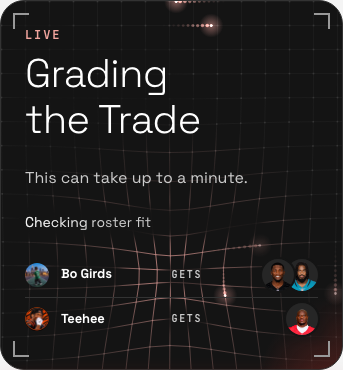 LIVE
Grading
the Trade
This can take up to a minute.
Checking roster fit
Bo Girds GETS
Teehee GETS